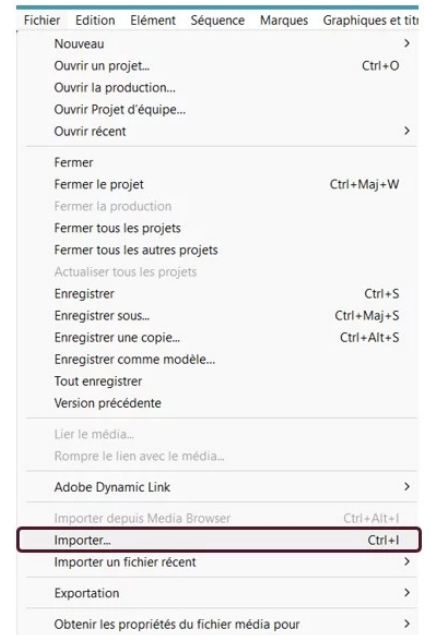 Fichier Edition Elément Séquence Marques Graphiques et titr
Nouveau >
Ouvrir un projet... Ctrl+O
Ouvrir la production...
Ouvrir Projet d'équipe...
Ouvrir récent >
Fermer
Fermer le projet Ctrl+Maj+W
Fermer la production
Fermer tous les projets
Fermer tous les autres projets
Actualiser tous les projets
Enregistrer Ctrl+S
Enregistrer sous... Ctrl+Maj+S
Enregistrer une copie... Ctrl+Alt+S
Enregistrer comme modèle...
Tout enregistrer
Version précédente
Lier le média...
Rompre le lien avec le média...
Adobe Dynamic Link >
Importer depuis Media Browser Ctrl+Alt+I
Importer... Ctrl+I
Importer un fichier récent >
Exportation >
Obtenir les propriétés du fichier média pour >